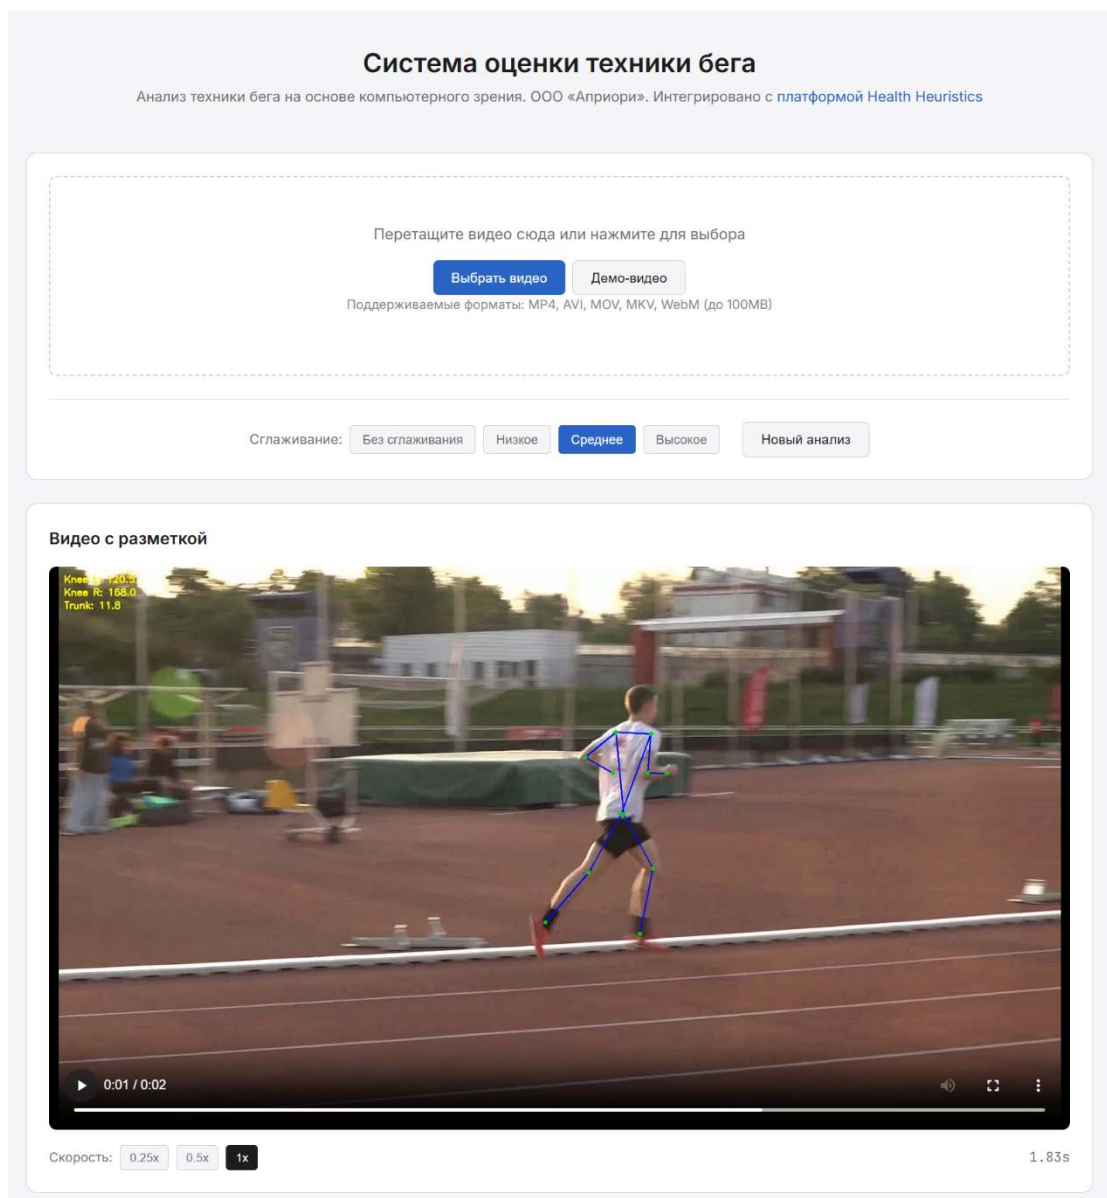 Система оценки техники бега
Анализ техники бега на основе компьютерного зрения. ООО «Априори». Интегрировано с платформой Health Heuristics
Перетащите видео сюда или нажмите для выбора
Выбрать видео
Демо-видео
Поддерживаемые форматы: MP4, AVI, MOV, MKV, WebM (до 100MB)
Сглаживание: Без сглаживания Низкое Среднее Высокое Новый анализ
Видео с разметкой
Knee L: 120.5
Knee R: 168.0
Trunk: 11.8
0:01 / 0:02
Скорость: 0.25x 0.5x 1x 1.83s